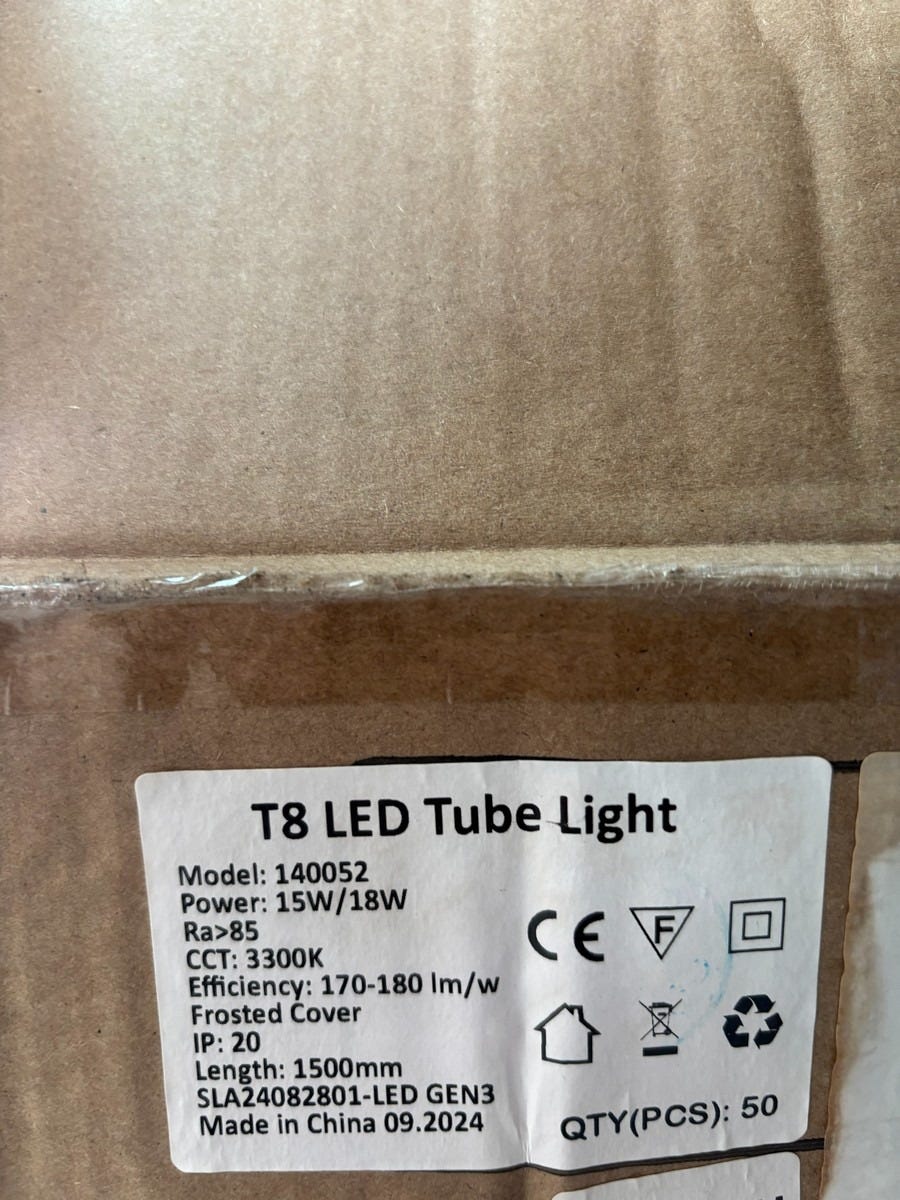 T8 LED Tube Light
Model: 140052
Power: 15W/18W
Ra>85
CCT: 3300K
Efficiency: 170-180 lm/w
Frosted Cover
IP: 20
Length: 1500mm
SLA24082801-LED GEN3
Made in China 09.2024
CE
F
QTY(PCS): 50